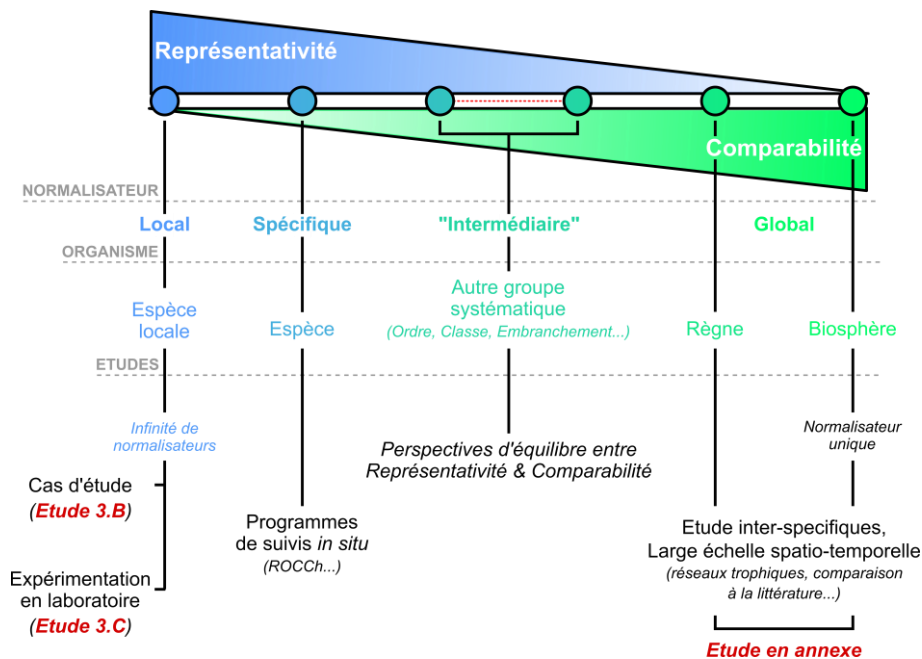 Représentativité
Comparabilité
NORMALISATEUR
Local
Spécifique
"Intermédiaire"
Global
ORGANISME
Espèce
locale
Espèce
Autre groupe
systématique
(Ordre, Classe, Embranchement...)
Règne
Biosphère
ETUDES
Infinité de
normalisateurs
Perspectives d'équilibre entre
Représentativité & Comparabilité
Normalisateur
unique
Cas d'étude
(Etude 3.B)
Expérimentation
en laboratoire
(Etude 3.C)
Programmes
de suivis in situ
(ROCCh...)
Etude inter-specifiques,
Large échelle spatio-temporelle
(réseaux trophiques, comparaison
à la littérature...)
Etude en annexe